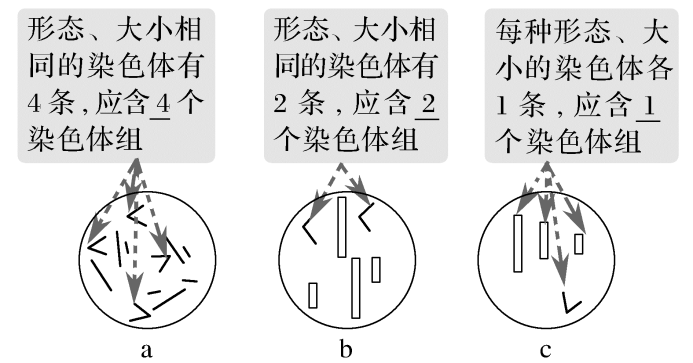 形态、大小相
同的染色体有
4 条,应含 4 个
染色体组
形态、大小相
同的染色体有
2 条,应含 2
个染色体组
每种形态、大
小的染色体各
1 条,应含 1
个染色体组
a
b
c